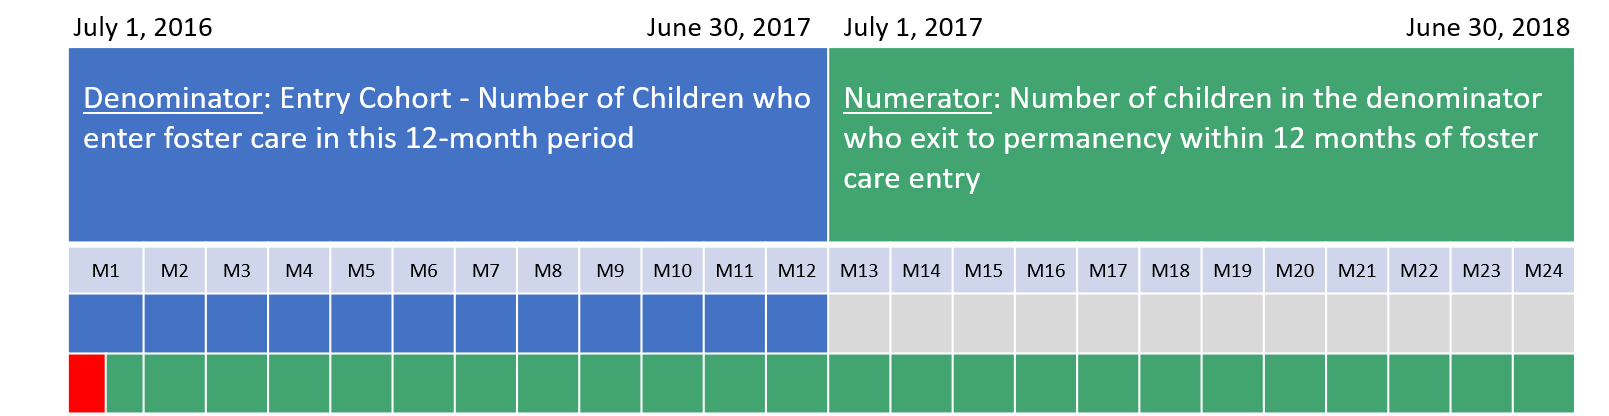 July 1, 2016 June 30, 2017 July 1, 2017 June 30, 2018
Denominator: Entry Cohort - Number of Children who
enter foster care in this 12-month period
Numerator: Number of children in the denominator
who exit to permanency within 12 months of foster
care entry
M1 M2 M3 M4 M5 M6 M7 M8 M9 M10 M11 M12 M13 M14 M15 M16 M17 M18 M19 M20 M21 M22 M23 M24